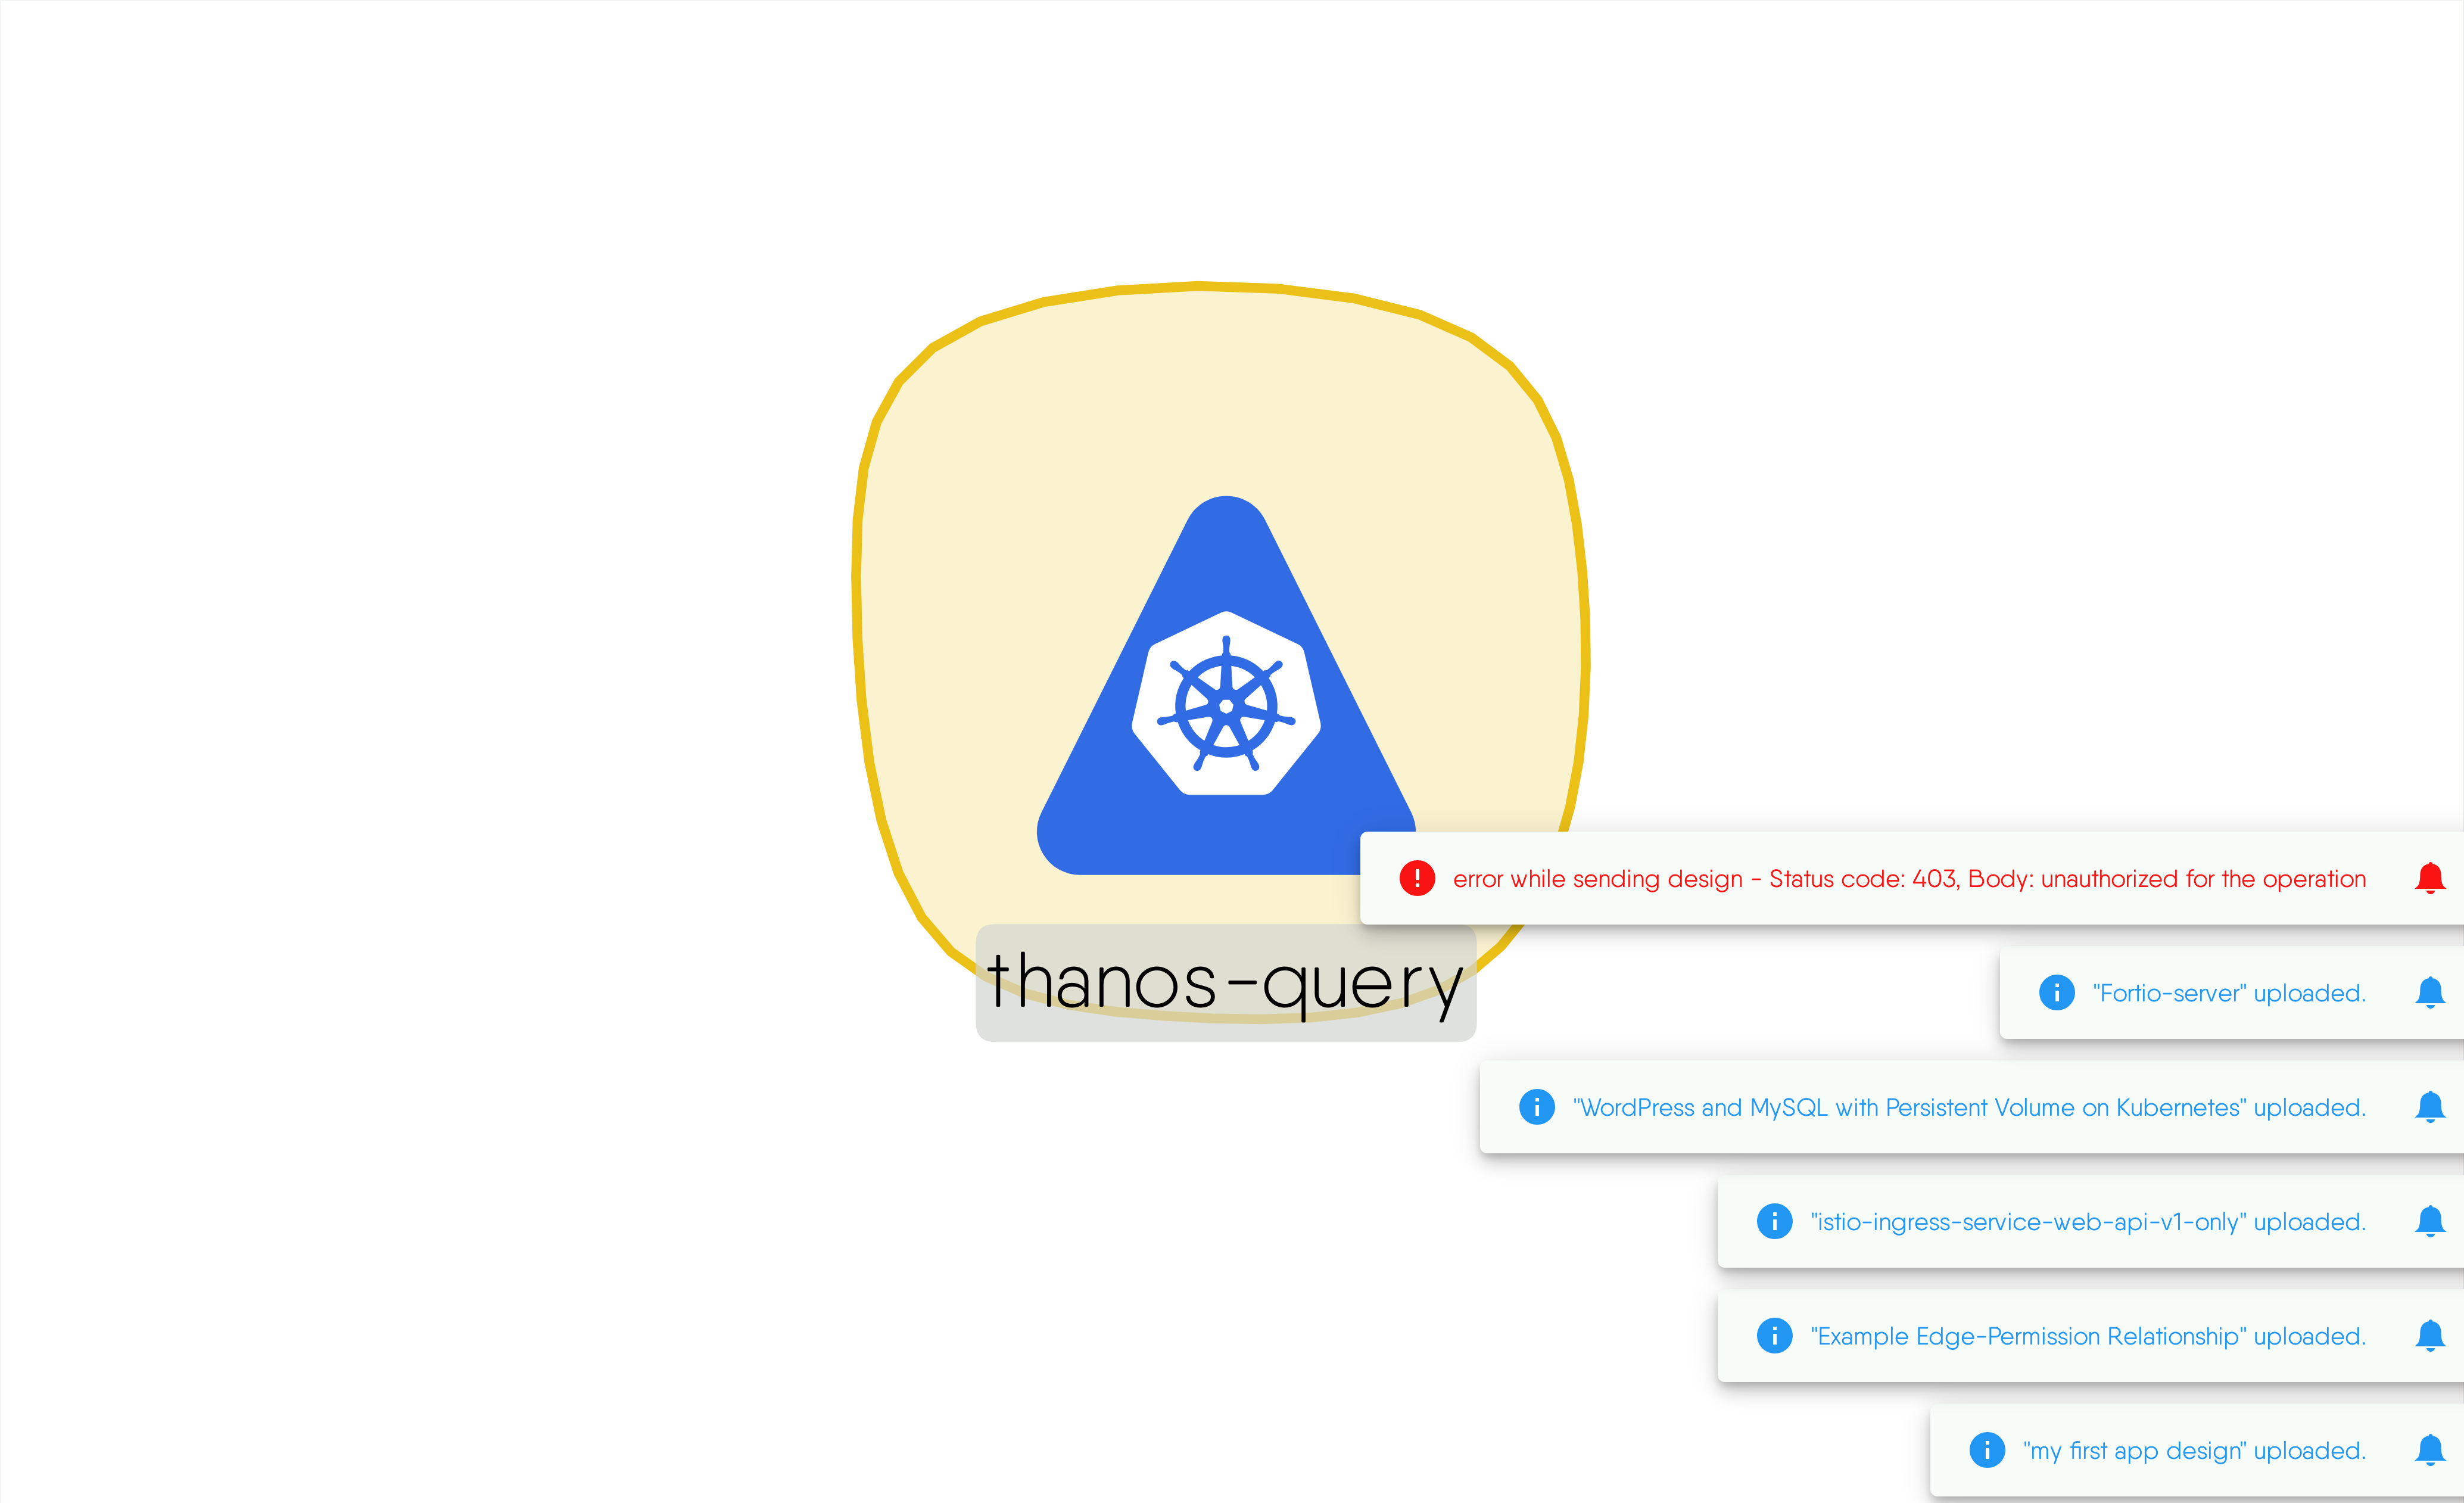 error while sending design - Status code: 403, Body: unauthorized for the operation
thanos-query
"Fortio-server" uploaded.
"WordPress and MySQL with Persistent Volume on Kubernetes" uploaded.
"istio-ingress-service-web-api-v1-only" uploaded.
"Example Edge-Permission Relationship" uploaded.
"my first app design" uploaded.